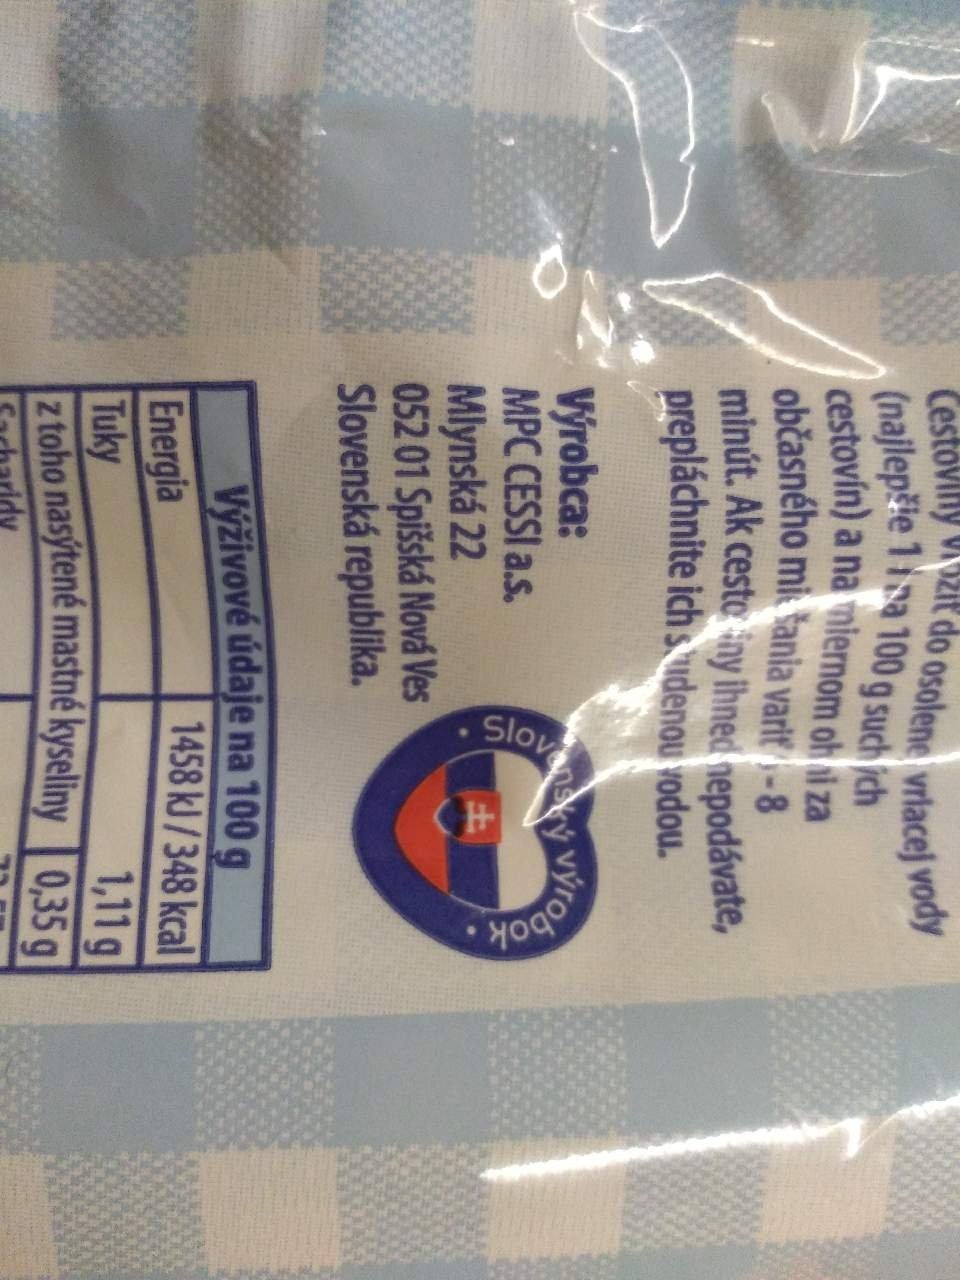 Cestoviny vložiť do osolenej vriacej vody
(najlepšie 1 l na 100 g suchých
cestovín) a na miernom ohni za
občasného miešania variť - 8
minút. Ak cestoviny ihneď nepodávate,
prepláchnite ich studenou vodou.
Výrobca:
MPC CESSI a.s.
Mlynská 22
052 01 Spišská Nová Ves
Slovenská republika.
• Slovenský výrobok •
Výživové údaje na 100 g
Energia 1458 kJ / 348 kcal
Tuky 1,11 g
z toho nasýtené mastné kyseliny 0,35 g
Sacharidy